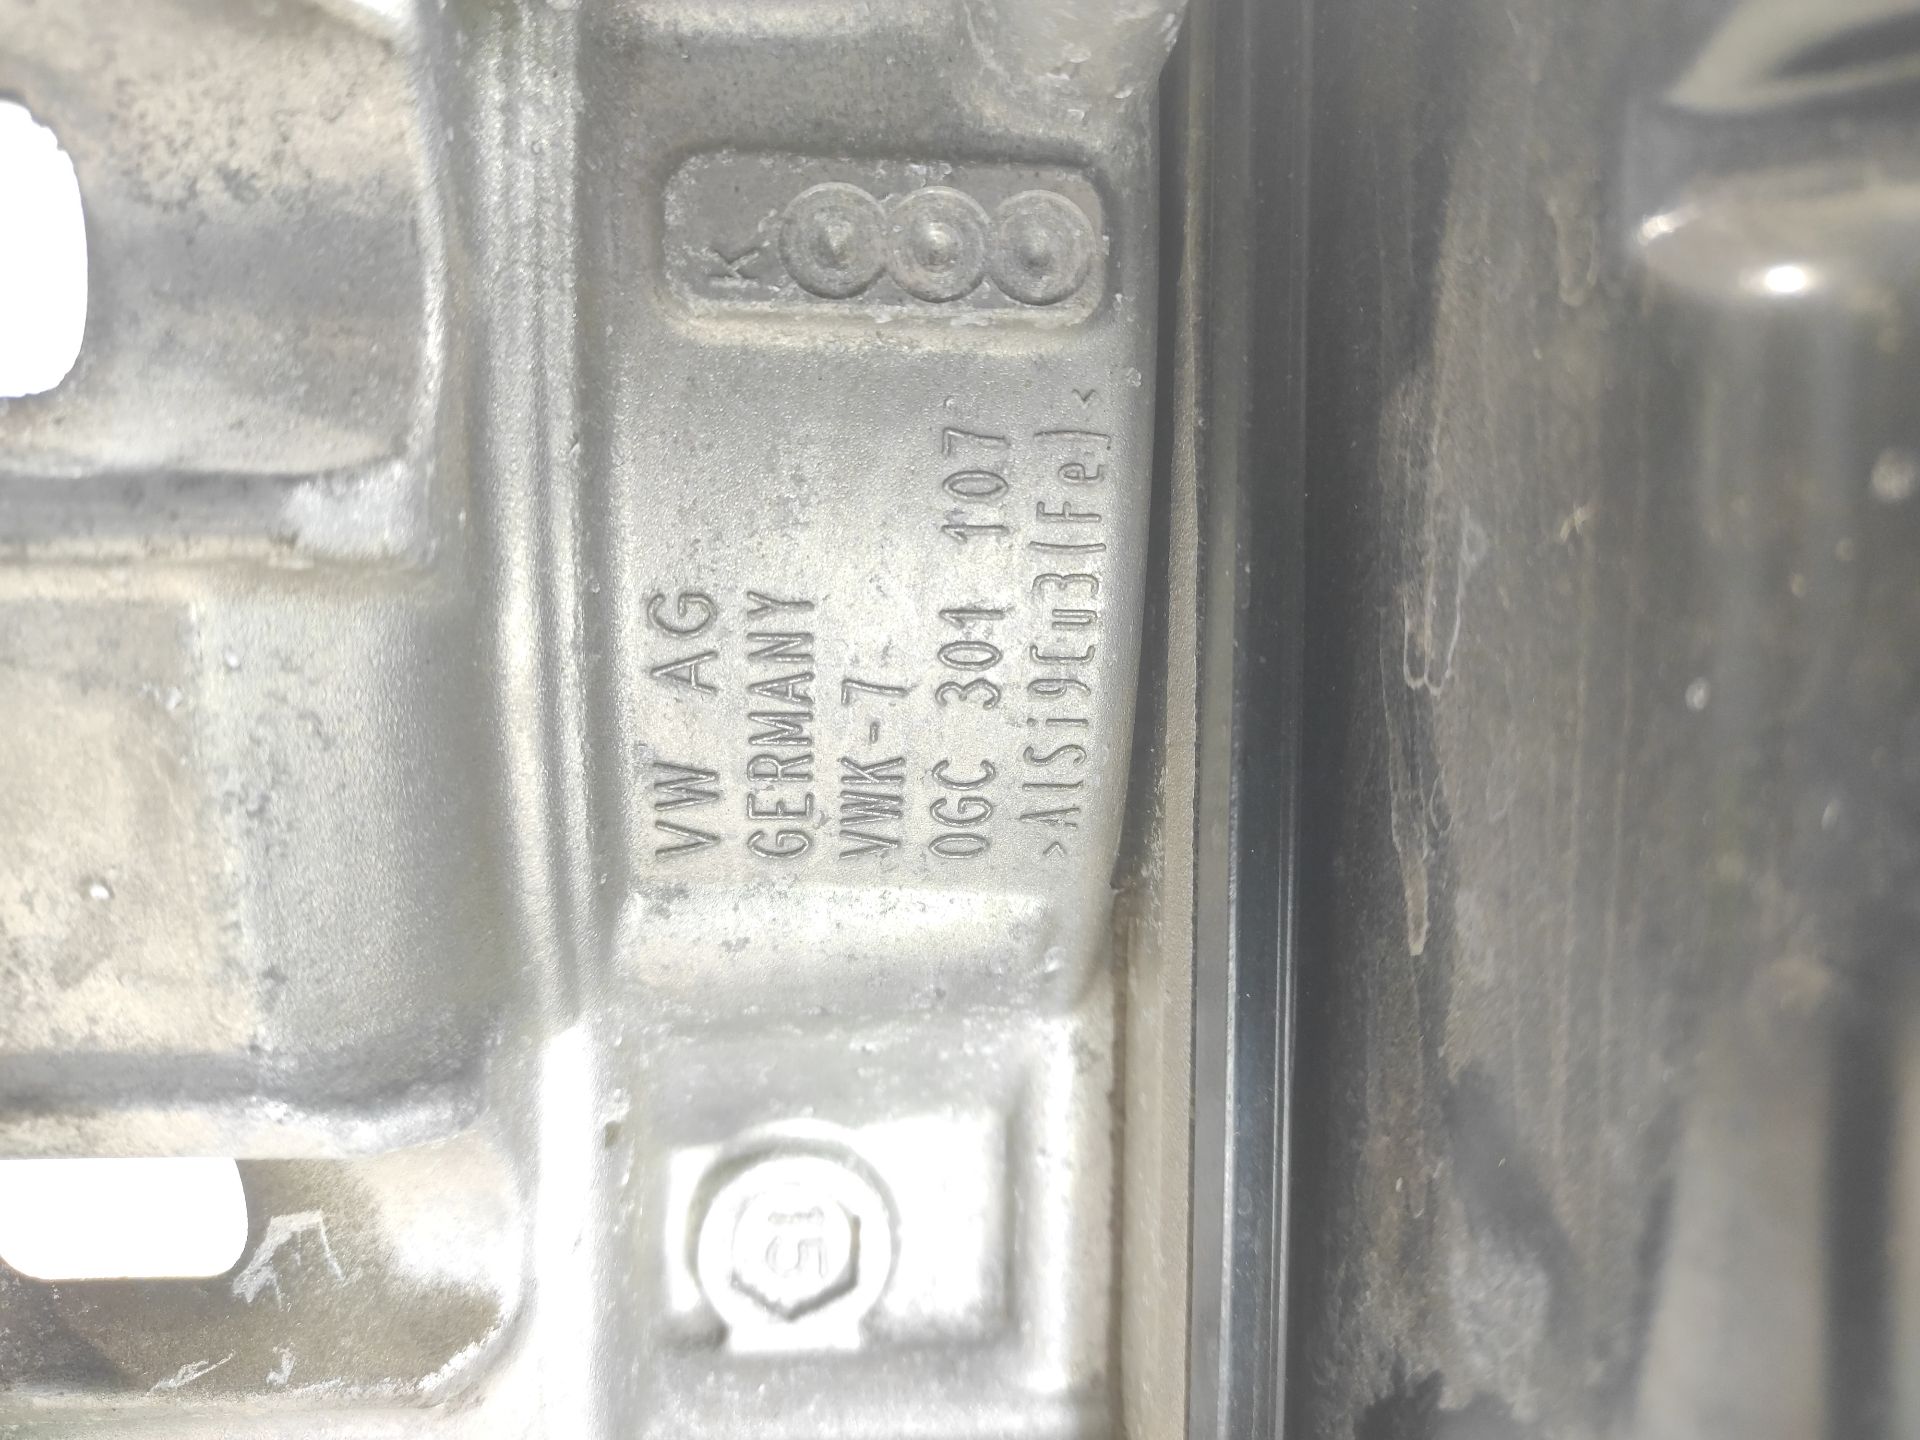 K
VW AG
GERMANY
VWK-7
0GC 301 107
>AlSi9Cu3(Fe)<
15